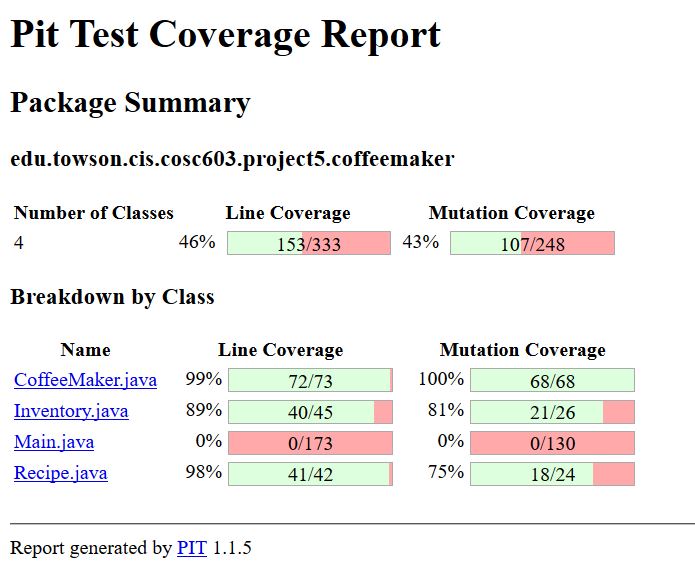 Pit Test Coverage Report
Package Summary
edu.towson.cis.cosc603.project5.coffeemaker
Number of Classes Line Coverage Mutation Coverage
4 46% 153/333 43% 107/248
Breakdown by Class
Name Line Coverage Mutation Coverage
CoffeeMaker.java 99% 72/73 100% 68/68
Inventory.java 89% 40/45 81% 21/26
Main.java 0% 0/173 0% 0/130
Recipe.java 98% 41/42 75% 18/24
Report generated by PIT 1.1.5